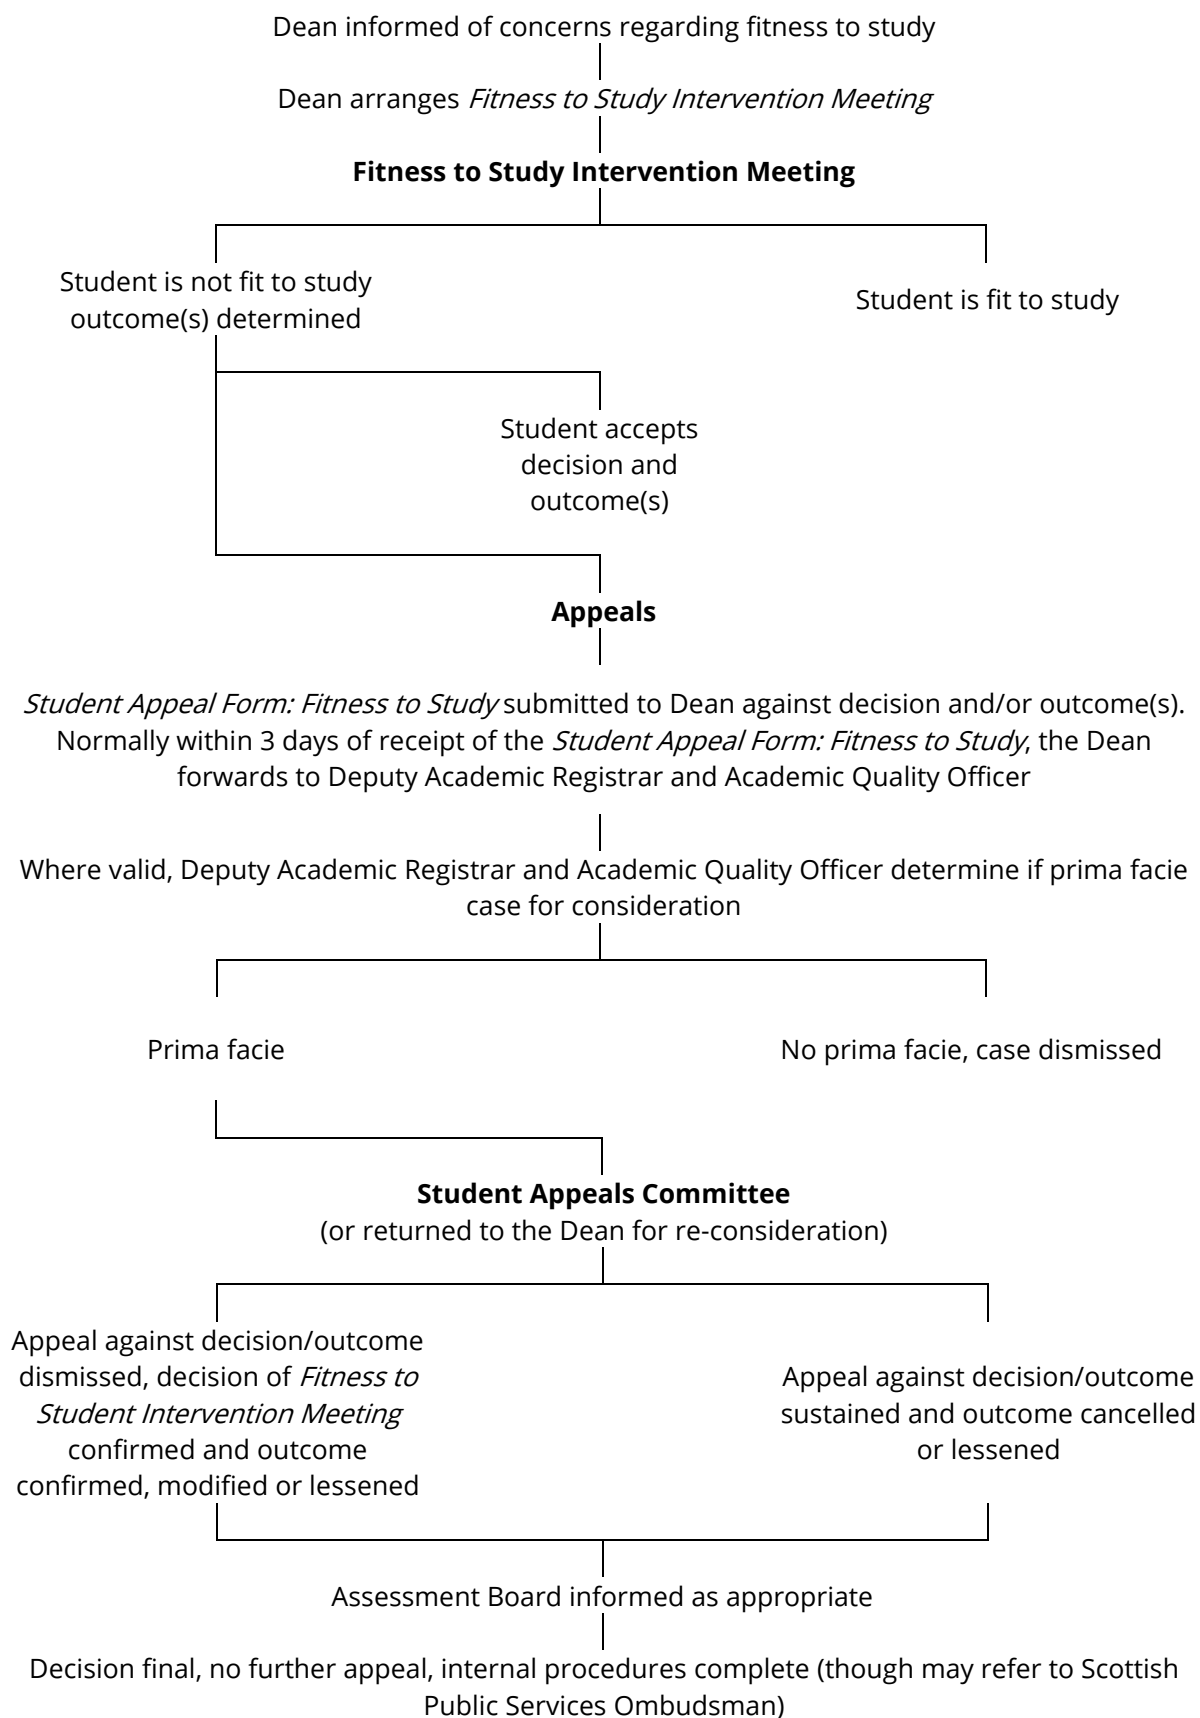 Dean informed of concerns regarding fitness to study
Dean arranges Fitness to Study Intervention Meeting
Fitness to Study Intervention Meeting
Student is not fit to study
outcome(s) determined
Student is fit to study
Student accepts
decision and
outcome(s)
Appeals
Student Appeal Form: Fitness to Study submitted to Dean against decision and/or outcome(s).
Normally within 3 days of receipt of the Student Appeal Form: Fitness to Study, the Dean
forwards to Deputy Academic Registrar and Academic Quality Officer
Where valid, Deputy Academic Registrar and Academic Quality Officer determine if prima facie
case for consideration
Prima facie
No prima facie, case dismissed
Student Appeals Committee
(or returned to the Dean for re-consideration)
Appeal against decision/outcome
dismissed, decision of Fitness to
Student Intervention Meeting
confirmed and outcome
confirmed, modified or lessened
Appeal against decision/outcome
sustained and outcome cancelled
or lessened
Assessment Board informed as appropriate
Decision final, no further appeal, internal procedures complete (though may refer to Scottish
Public Services Ombudsman)